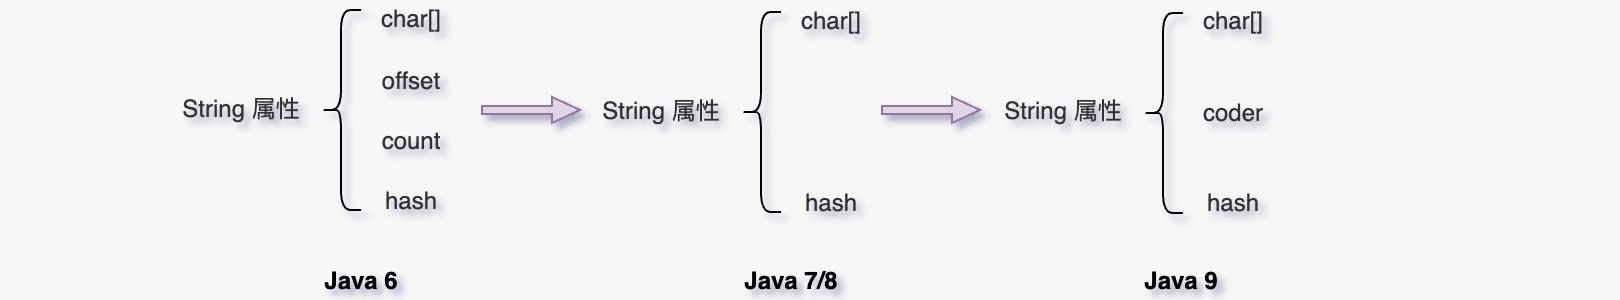 char[]
offset
String 属性
count
hash
Java 6
char[]
String 属性
hash
Java 7/8
char[]
String 属性
coder
hash
Java 9